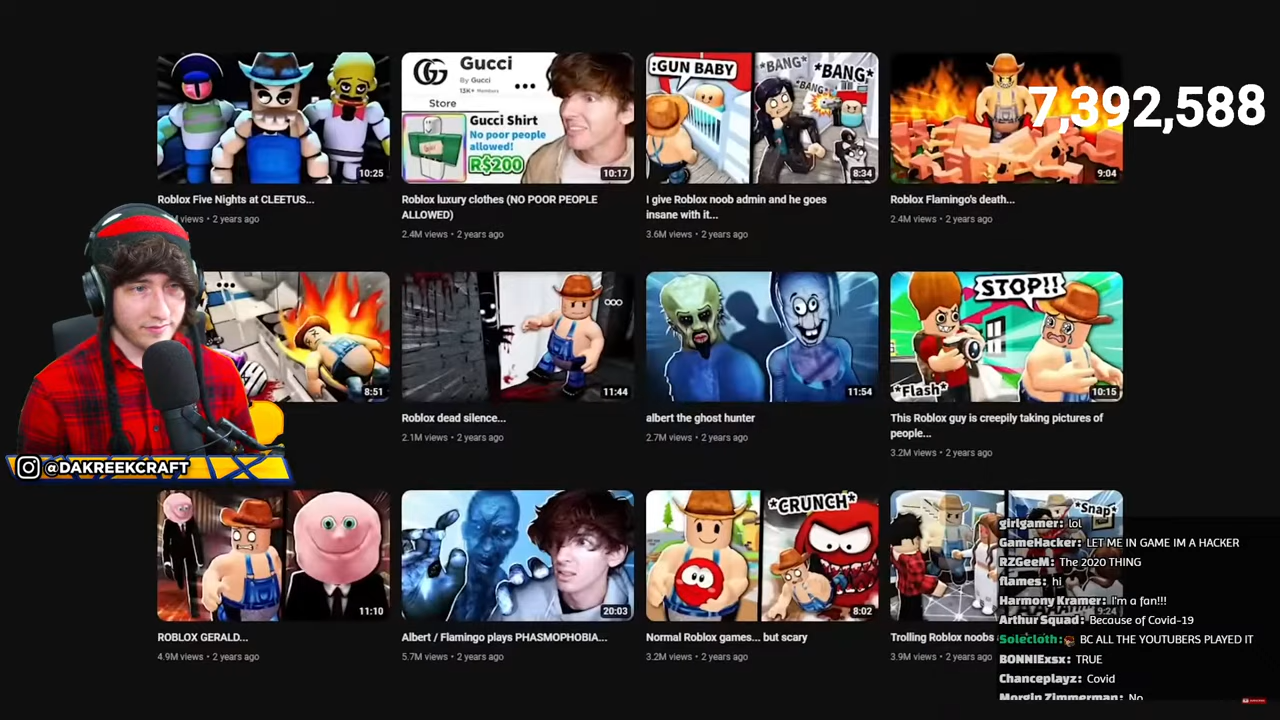 :GUN BABY
*BANG*
*BANG*
*BANG*
Gucci
By Gucci
13K+ Members
Store
Gucci Shirt
No poor people
allowed!
R$200
7,392,588
10:25
10:17
8:34
9:04
Roblox Five Nights at CLEETUS...
views • 2 years ago
Roblox luxury clothes (NO POOR PEOPLE
ALLOWED)
2.4M views • 2 years ago
I give Roblox noob admin and he goes
insane with it...
3.6M views • 2 years ago
Roblox Flamingo's death...
2.4M views • 2 years ago
STOP!!
*Flash*
8:51
11:44
11:54
10:15
Roblox dead silence...
2.1M views • 2 years ago
albert the ghost hunter
2.7M views • 2 years ago
This Roblox guy is creepily taking pictures of
people...
3.2M views • 2 years ago
@DAKREEKCRAFT
*CRUNCH*
*Snap*
11:10
20:03
8:02
9:24
ROBLOX GERALD...
4.9M views • 2 years ago
Albert / Flamingo plays PHASMOPHOBIA...
5.7M views • 2 years ago
Normal Roblox games... but scary
3.2M views • 2 years ago
Trolling Roblox noobs
3.9M views • 2 years ago
girlgamer: lol
GameHacker: LET ME IN GAME IM A HACKER
RZGeeM: The 2020 THING
flames: hi
Harmony Kramer: I'm a fan!!!
Arthur Squad: Because of Covid-19
Solecloth: BC ALL THE YOUTUBERS PLAYED IT
BONNIExsx: TRUE
Chanceplayz: Covid
Morgin Zimmerman: No